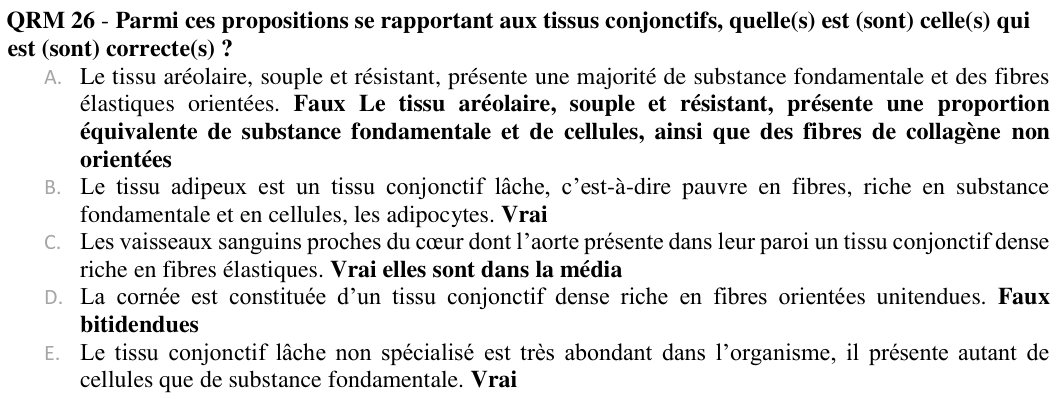 QRM 26 - Parmi ces propositions se rapportant aux tissus conjonctifs, quelle(s) est (sont) celle(s) qui
est (sont) correcte(s) ?
A. Le tissu aréolaire, souple et résistant, présente une majorité de substance fondamentale et des fibres
élastiques orientées. Faux Le tissu aréolaire, souple et résistant, présente une proportion
équivalente de substance fondamentale et de cellules, ainsi que des fibres de collagène non
orientées
B. Le tissu adipeux est un tissu conjonctif lâche, c’est-à-dire pauvre en fibres, riche en substance
fondamentale et en cellules, les adipocytes. Vrai
C. Les vaisseaux sanguins proches du cœur dont l’aorte présente dans leur paroi un tissu conjonctif dense
riche en fibres élastiques. Vrai elles sont dans la média
D. La cornée est constituée d’un tissu conjonctif dense riche en fibres orientées unitendues. Faux
bitidendues
E. Le tissu conjonctif lâche non spécialisé est très abondant dans l’organisme, il présente autant de
cellules que de substance fondamentale. Vrai